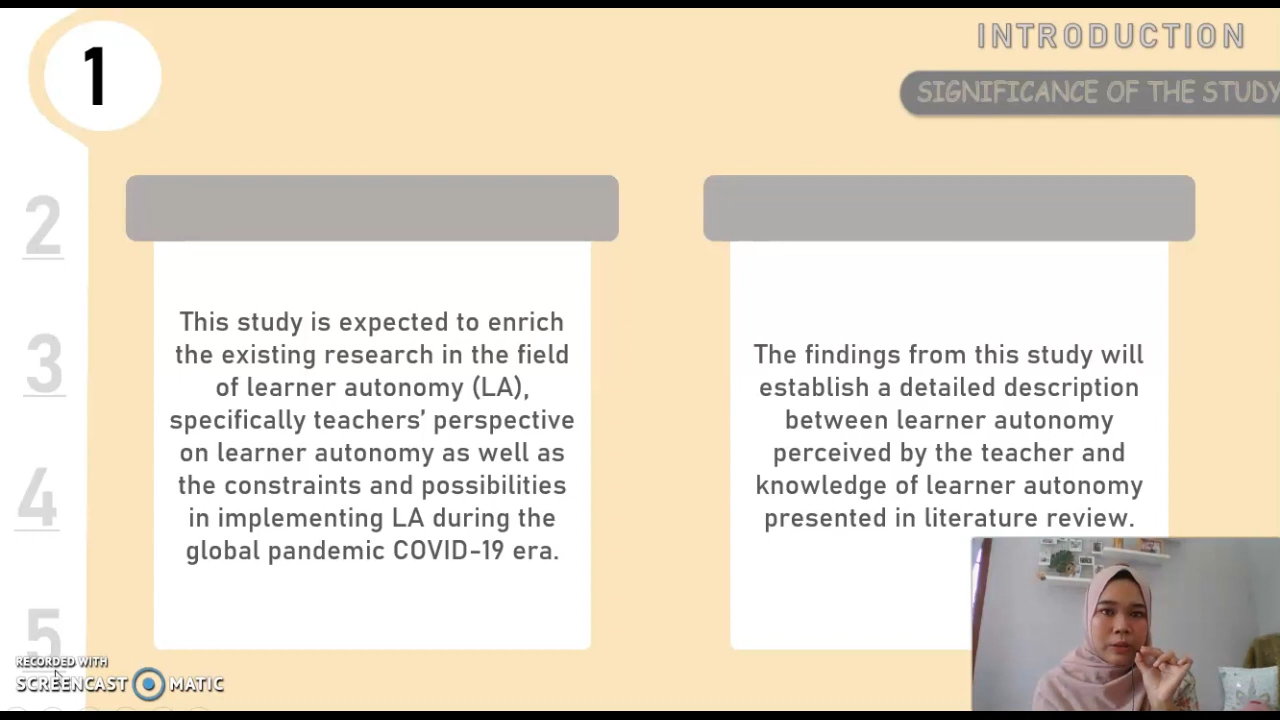 1
INTRODUCTION
SIGNIFICANCE OF THE STUDY
2
3
4
5
This study is expected to enrich
the existing research in the field
of learner autonomy (LA),
specifically teachers’ perspective
on learner autonomy as well as
the constraints and possibilities
in implementing LA during the
global pandemic COVID-19 era.
The findings from this study will
establish a detailed description
between learner autonomy
perceived by the teacher and
knowledge of learner autonomy
presented in literature review.
RECORDED WITH
SCREENCAST MATIC